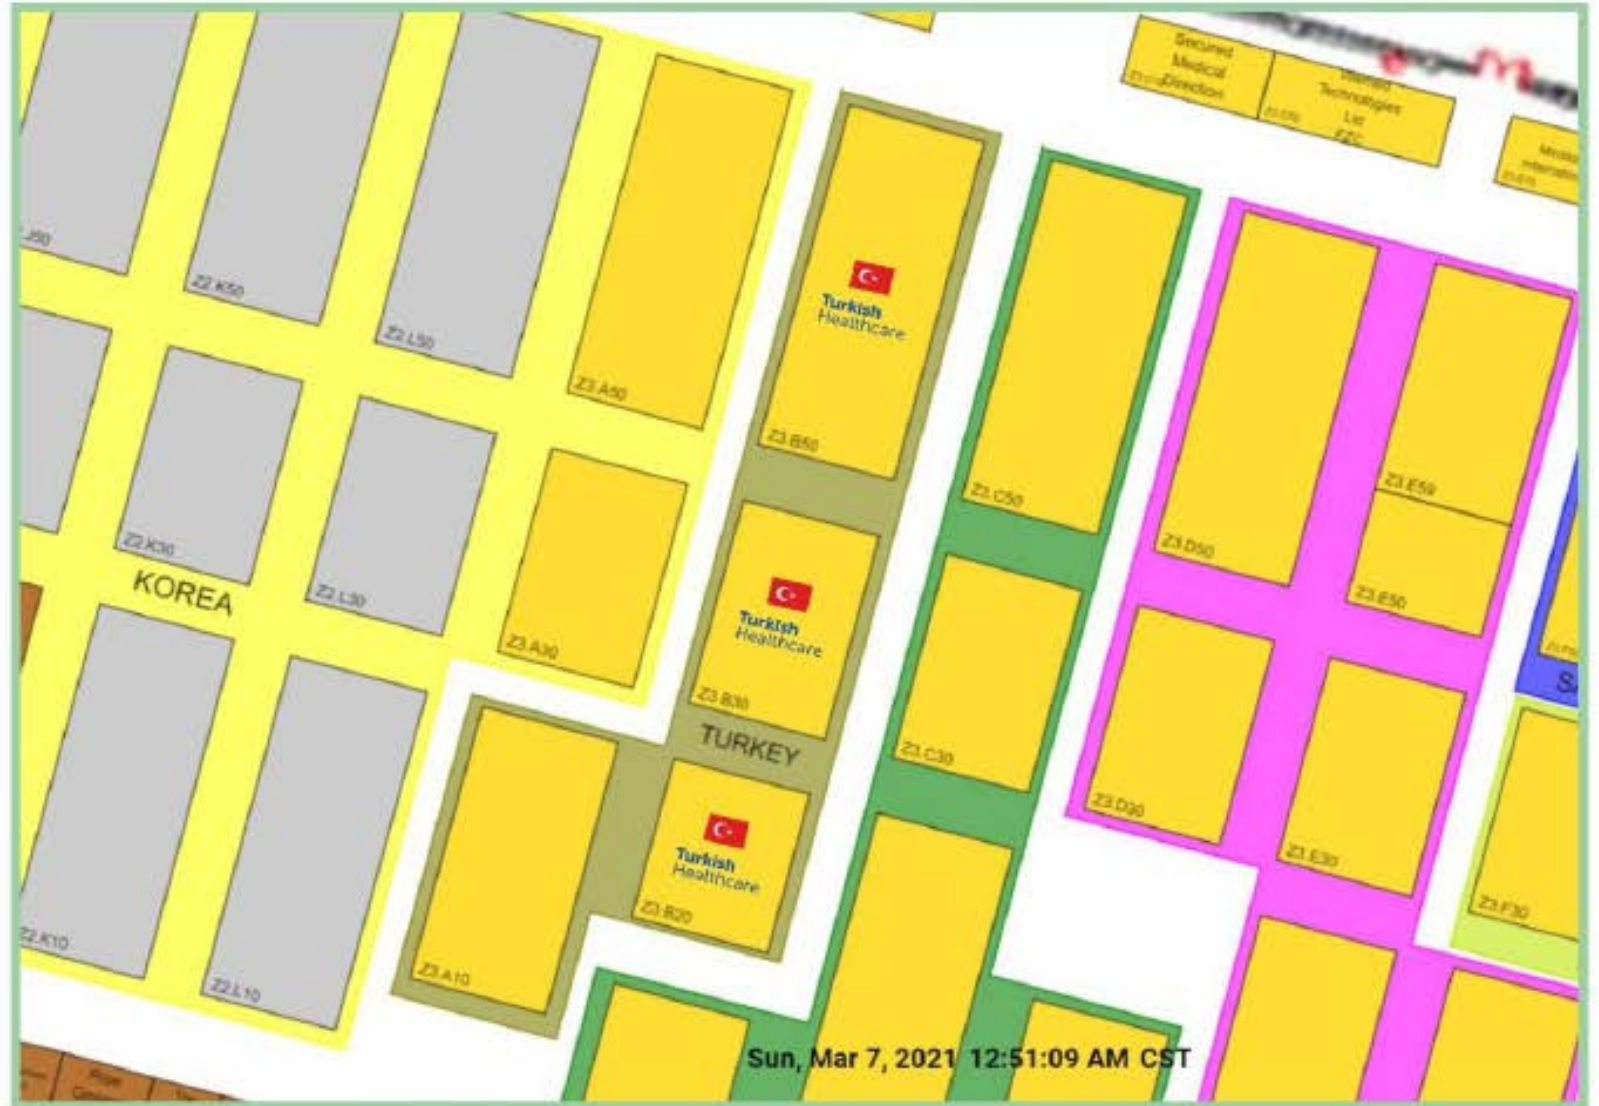 Secured
Medical
Direction
Technologies
Z2.K50
Z2.L50
Z3.A50
Turkish
Healthcare
Z3.B50
Z3.C50
Z3.D50
Z3.E59
Z3.E50
Z2.K30
KOREA
Z2.L30
Z3.A30
Turkish
Healthcare
Z3.B30
TURKEY
Z3.C30
Z3.D30
Z3.E30
Z3.F30
Turkish
Healthcare
Z3.B20
Z2.K10
Z2.L10
Z3.A10
Sun, Mar 7, 2021 12:51:09 AM CST